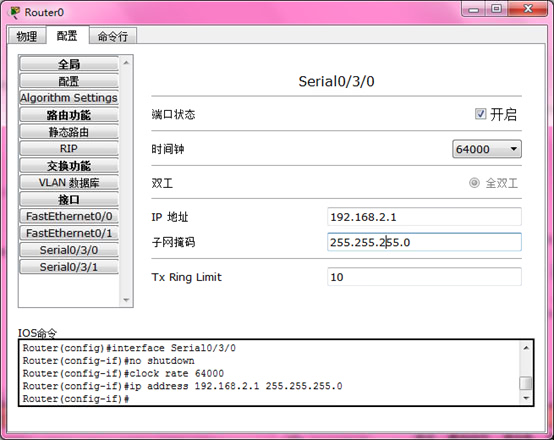 Router0
物理 配置 命令行
全局
配置
Algorithm Settings
路由功能
静态路由
RIP
交换功能
VLAN 数据库
接口
FastEthernet0/0
FastEthernet0/1
Serial0/3/0
Serial0/3/1
Serial0/3/0
端口状态 开启
时间钟 64000
双工 全双工
IP 地址 192.168.2.1
子网掩码 255.255.255.0
Tx Ring Limit 10
IOS命令
Router(config)#interface Serial0/3/0
Router(config-if)#no shutdown
Router(config-if)#clock rate 64000
Router(config-if)#ip address 192.168.2.1 255.255.255.0
Router(config-if)#